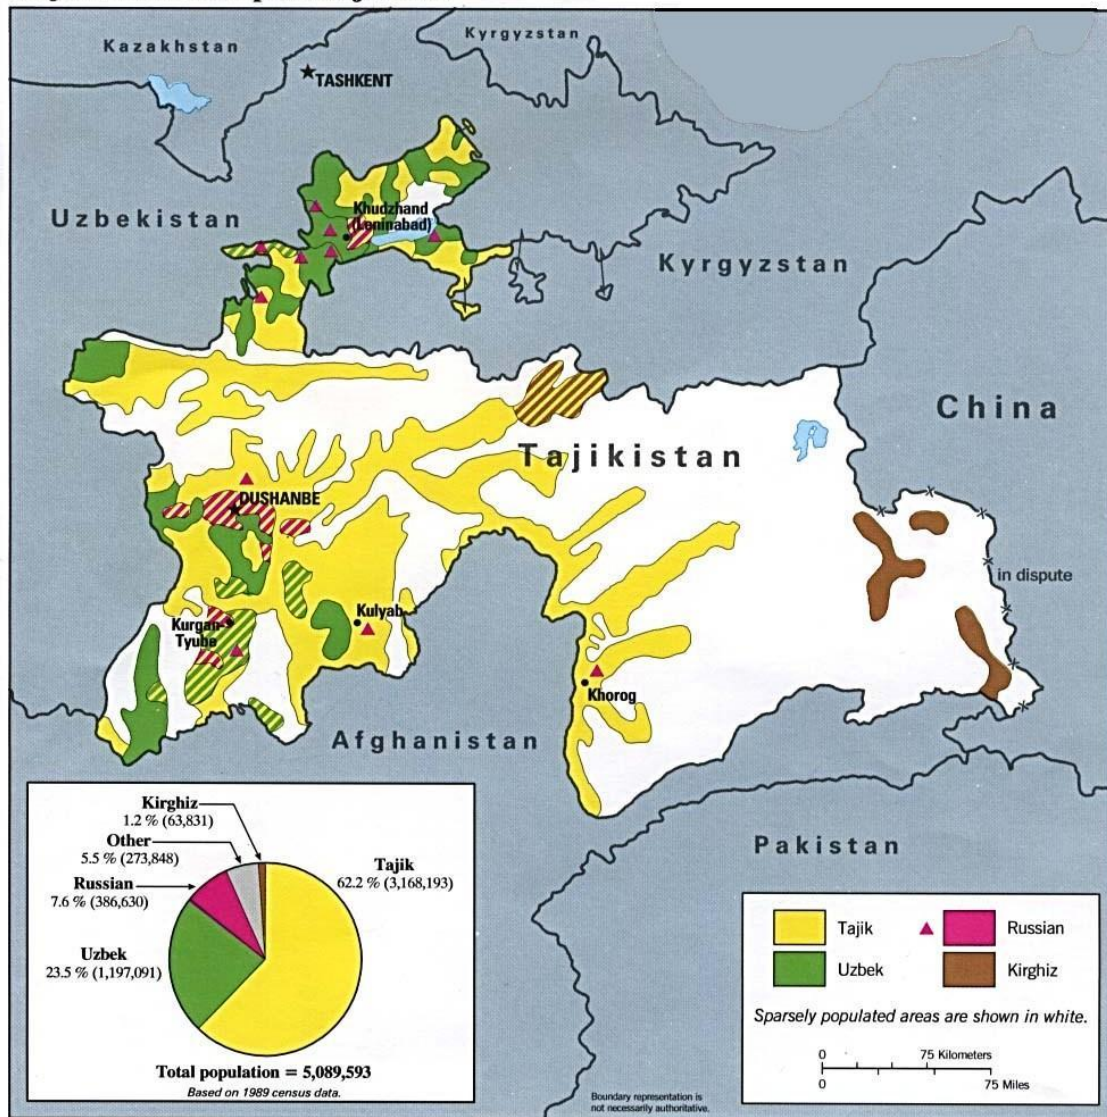 Kazakhstan
Kyrgyzstan
TASHKENT
Uzbekistan
Khudzhand
(Leninabad)
Kyrgyzstan
China
Tajikistan
DUSHANBE
in dispute
Kurgan-
Tyube
Kulyab
Khorog
Afghanistan
Pakistan
Kirghiz
1.2 % (63,831)
Other
5.5 % (273,848)
Russian
7.6 % (386,630)
Tajik
62.2 % (3,168,193)
Uzbek
23.5 % (1,197,091)
Total population = 5,089,593
Based on 1989 census data.
Tajik
Russian
Uzbek
Kirghiz
Sparsely populated areas are shown in white.
0 75 Kilometers
0 75 Miles
Boundary representation is
not necessarily authoritative.